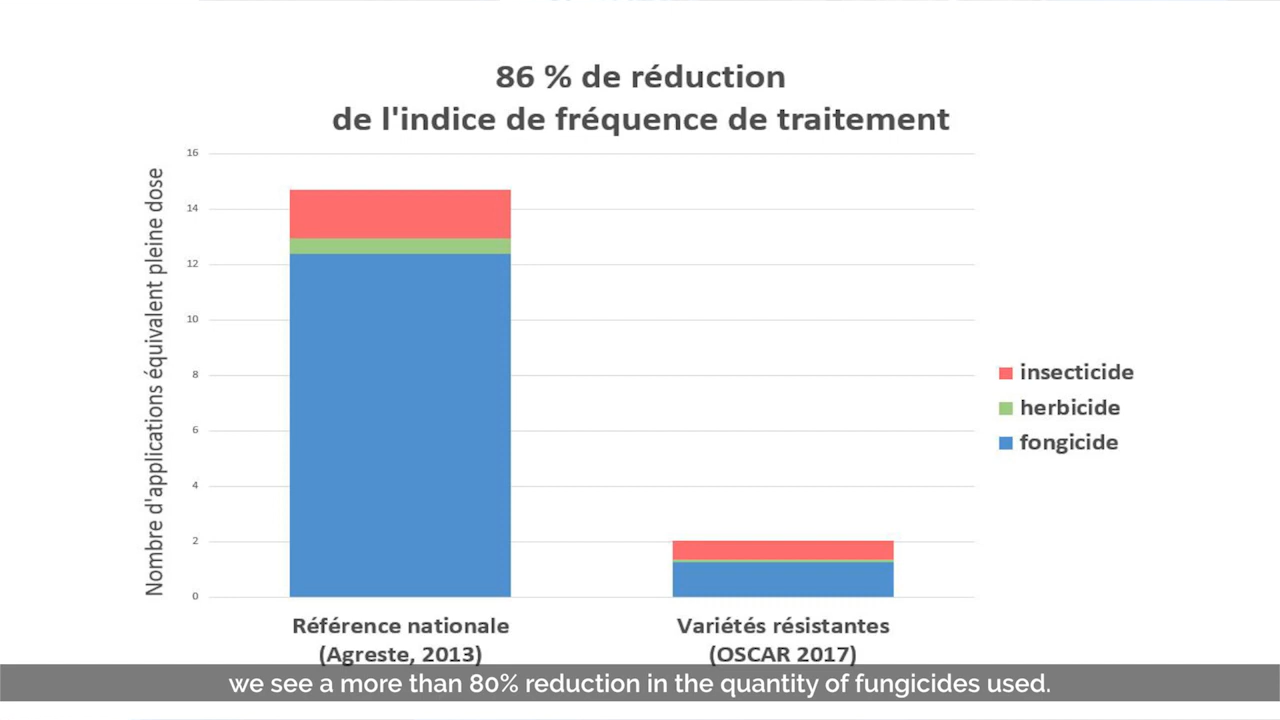 86 % de réduction
de l'indice de fréquence de traitement
Nombre d'applications équivalent pleine dose
16
14
12
10
8
6
4
2
0
insecticide
herbicide
fongicide
Référence nationale
(Agreste, 2013)
Variétés résistantes
(OSCAR 2017)
we see a more than 80% reduction in the quantity of fungicides used.